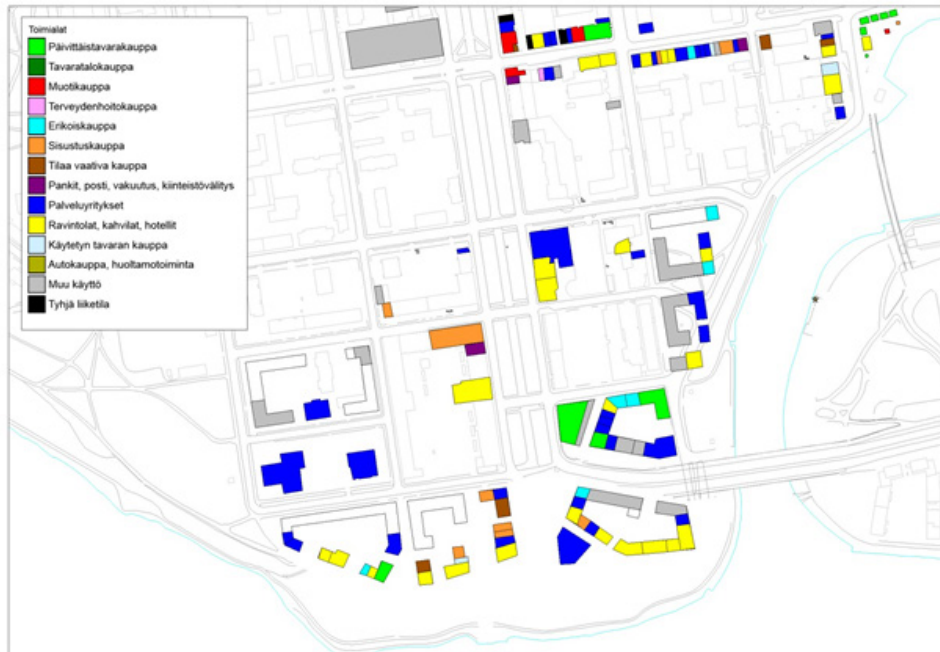 Toimialat
Päivittäistavarakauppa
Tavaratalokauppa
Muotikauppa
Terveydenhoitokauppa
Erikoiskauppa
Sisustuskauppa
Tilaa vaativa kauppa
Pankit, posti, vakuutus, kiinteistövälitys
Palveluyritykset
Ravintolat, kahvilat, hotellit
Käytetyn tavaran kauppa
Autokauppa, huoltamotoiminta
Muu käyttö
Tyhjä liiketila